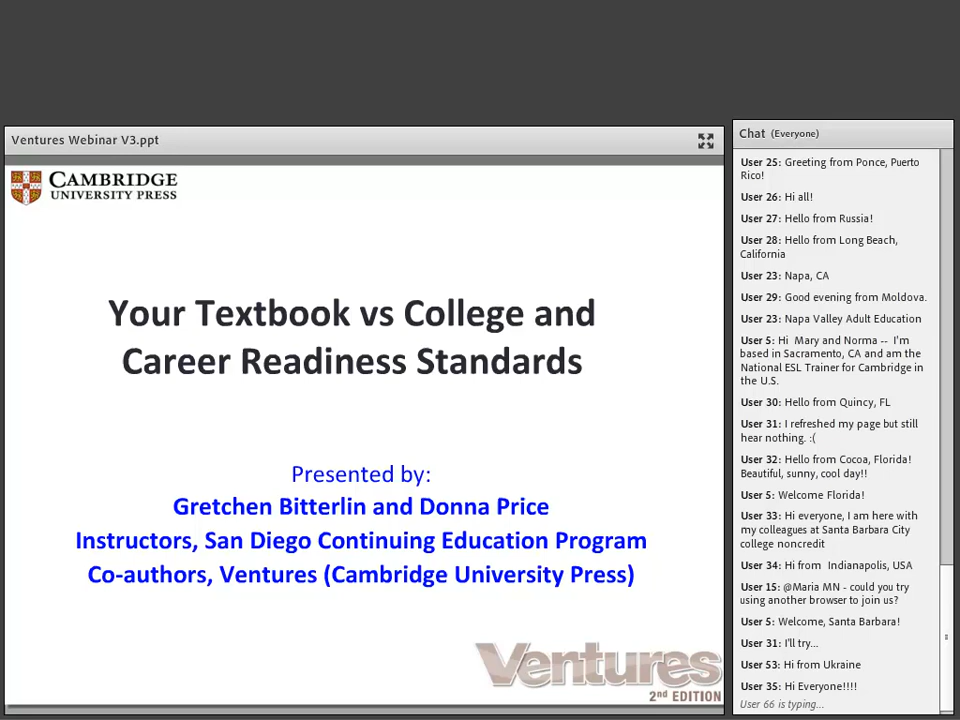 Ventures Webinar V3.ppt
CAMBRIDGE
UNIVERSITY PRESS
Your Textbook vs College and
Career Readiness Standards
Presented by:
Gretchen Bitterlin and Donna Price
Instructors, San Diego Continuing Education Program
Co-authors, Ventures (Cambridge University Press)
Ventures
2nd EDITION
Chat (Everyone)
User 25: Greeting from Ponce, Puerto
Rico!
User 26: Hi all!
User 27: Hello from Russia!
User 28: Hello from Long Beach,
California
User 23: Napa, CA
User 29: Good evening from Moldova.
User 23: Napa Valley Adult Education
User 5: Hi Mary and Norma -- I'm
based in Sacramento, CA and am the
National ESL Trainer for Cambridge in
the U.S.
User 30: Hello from Quincy, FL
User 31: I refreshed my page but still
hear nothing. :(
User 32: Hello from Cocoa, Florida!
Beautiful, sunny, cool day!!
User 5: Welcome Florida!
User 33: Hi everyone, I am here with
my colleagues at Santa Barbara City
college noncredit
User 34: Hi from Indianapolis, USA
User 15: @Maria MN - could you try
using another browser to join us?
User 5: Welcome, Santa Barbara!
User 31: I'll try...
User 53: Hi from Ukraine
User 35: Hi Everyone!!!!
User 66 is typing...